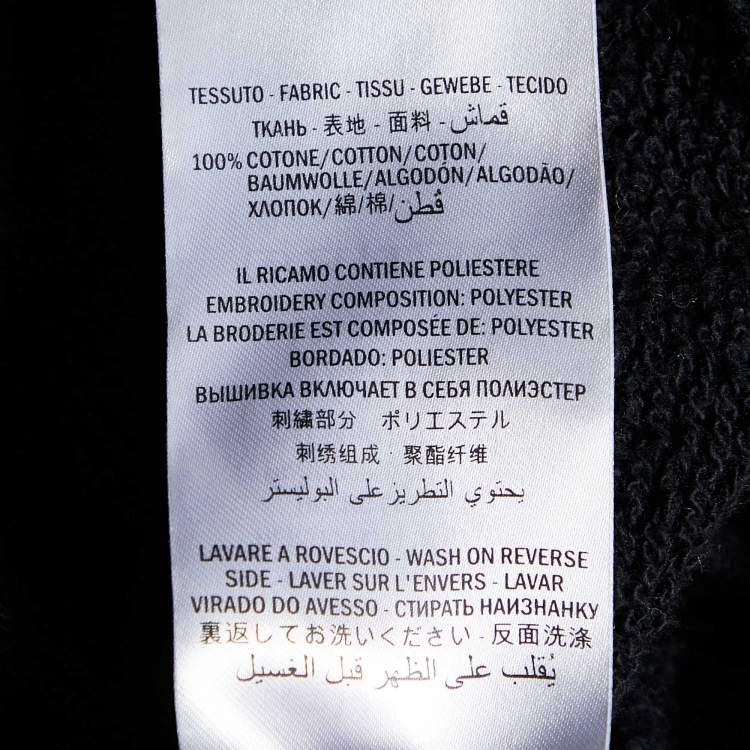 TESSUTO - FABRIC - TISSU - GEWEBE - TECIDO
ТКАНЬ - 表地 - 面料 - قماش
100% COTONE/COTTON/COTON/
BAUMWOLLE/ALGODÓN/ALGODÃO/
ХЛОПОК/綿/棉/قُطن
IL RICAMO CONTIENE POLIESTERE
EMBROIDERY COMPOSITION: POLYESTER
LA BRODERIE EST COMPOSÉE DE: POLYESTER
BORDADO: POLIESTER
ВЫШИВКА ВКЛЮЧАЕТ В СЕБЯ ПОЛИЭСТЕР
刺繍部分 ポリエステル
刺绣组成 · 聚酯纤维
يحتوي التطريز على البوليستر
LAVARE A ROVESCIO - WASH ON REVERSE
SIDE - LAVER SUR L'ENVERS - LAVAR
VIRADO DO AVESSO - СТИРАТЬ НАИЗНАНКУ
裏返してお洗いください - 反面洗涤
يُقلب على الظهر قبل الغسيل